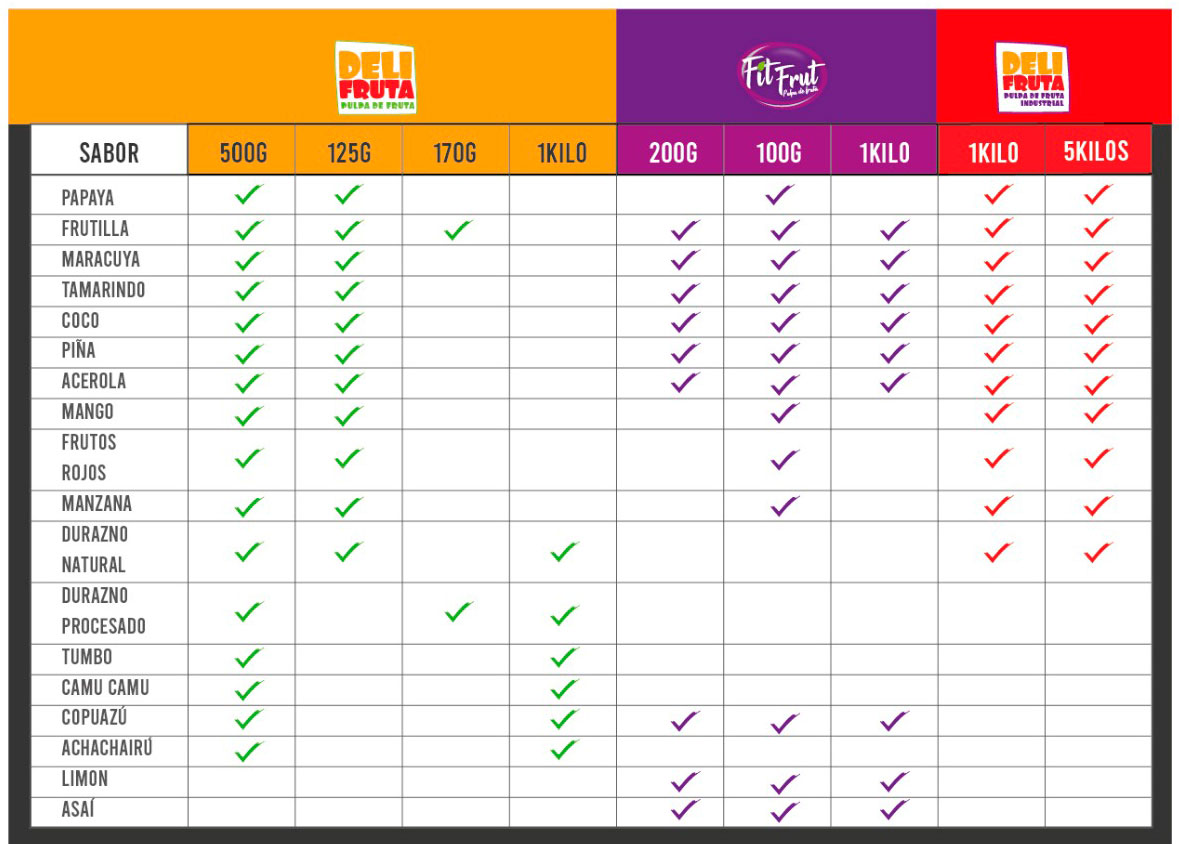 DELI
FRUTA
PULPA DE FRUTA
Fit Frut
Pulpa de fruta
DELI
FRUTA
PULPA DE FRUTA
INDUSTRIAL
SABOR 500G 125G 170G 1KILO 200G 100G 1KILO 1KILO 5KILOS
PAPAYA ✓ ✓ ✓ ✓ ✓
FRUTILLA ✓ ✓ ✓ ✓ ✓ ✓ ✓ ✓
MARACUYA ✓ ✓ ✓ ✓ ✓ ✓ ✓
TAMARINDO ✓ ✓ ✓ ✓ ✓ ✓ ✓
COCO ✓ ✓ ✓ ✓ ✓ ✓ ✓
PIÑA ✓ ✓ ✓ ✓ ✓ ✓ ✓
ACEROLA ✓ ✓ ✓ ✓ ✓ ✓ ✓
MANGO ✓ ✓ ✓ ✓ ✓
FRUTOS
ROJOS ✓ ✓ ✓ ✓ ✓
MANZANA ✓ ✓ ✓ ✓ ✓
DURAZNO
NATURAL ✓ ✓ ✓ ✓ ✓
DURAZNO
PROCESADO ✓ ✓ ✓
TUMBO ✓ ✓
CAMU CAMU ✓ ✓
COPUAZÚ ✓ ✓ ✓ ✓ ✓
ACHACHAIRÚ ✓ ✓
LIMON ✓ ✓ ✓
ASAÍ ✓ ✓ ✓